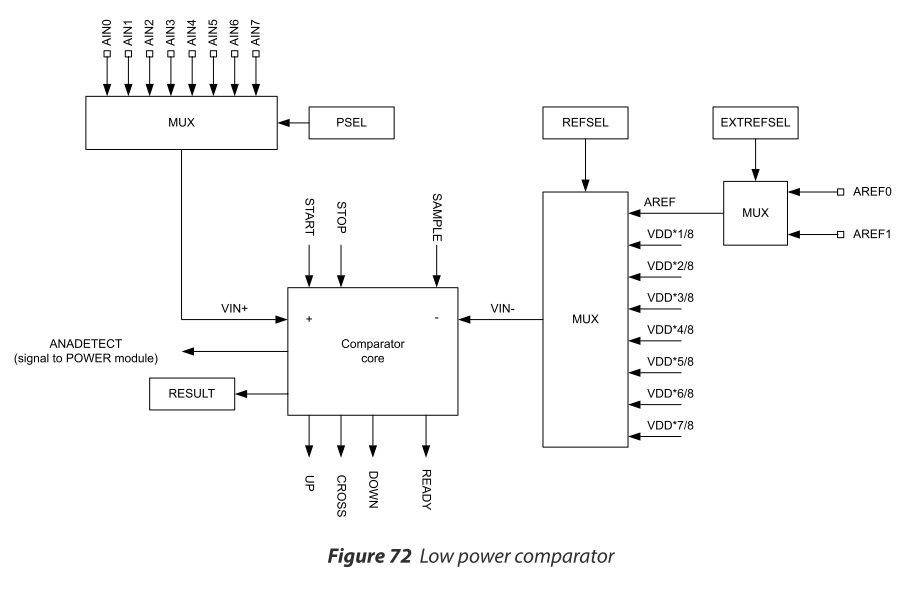 AIN0
AIN1
AIN2
AIN3
AIN4
AIN5
AIN6
AIN7
MUX
PSEL
REFSEL
EXTREFSEL
MUX
AREF0
AREF1
AREF
VDD*1/8
VDD*2/8
VDD*3/8
VDD*4/8
VDD*5/8
VDD*6/8
VDD*7/8
MUX
START
STOP
SAMPLE
VIN+
VIN-
+
-
Comparator
core
ANADETECT
(signal to POWER module)
RESULT
UP
CROSS
DOWN
READY
Figure 72 Low power comparator